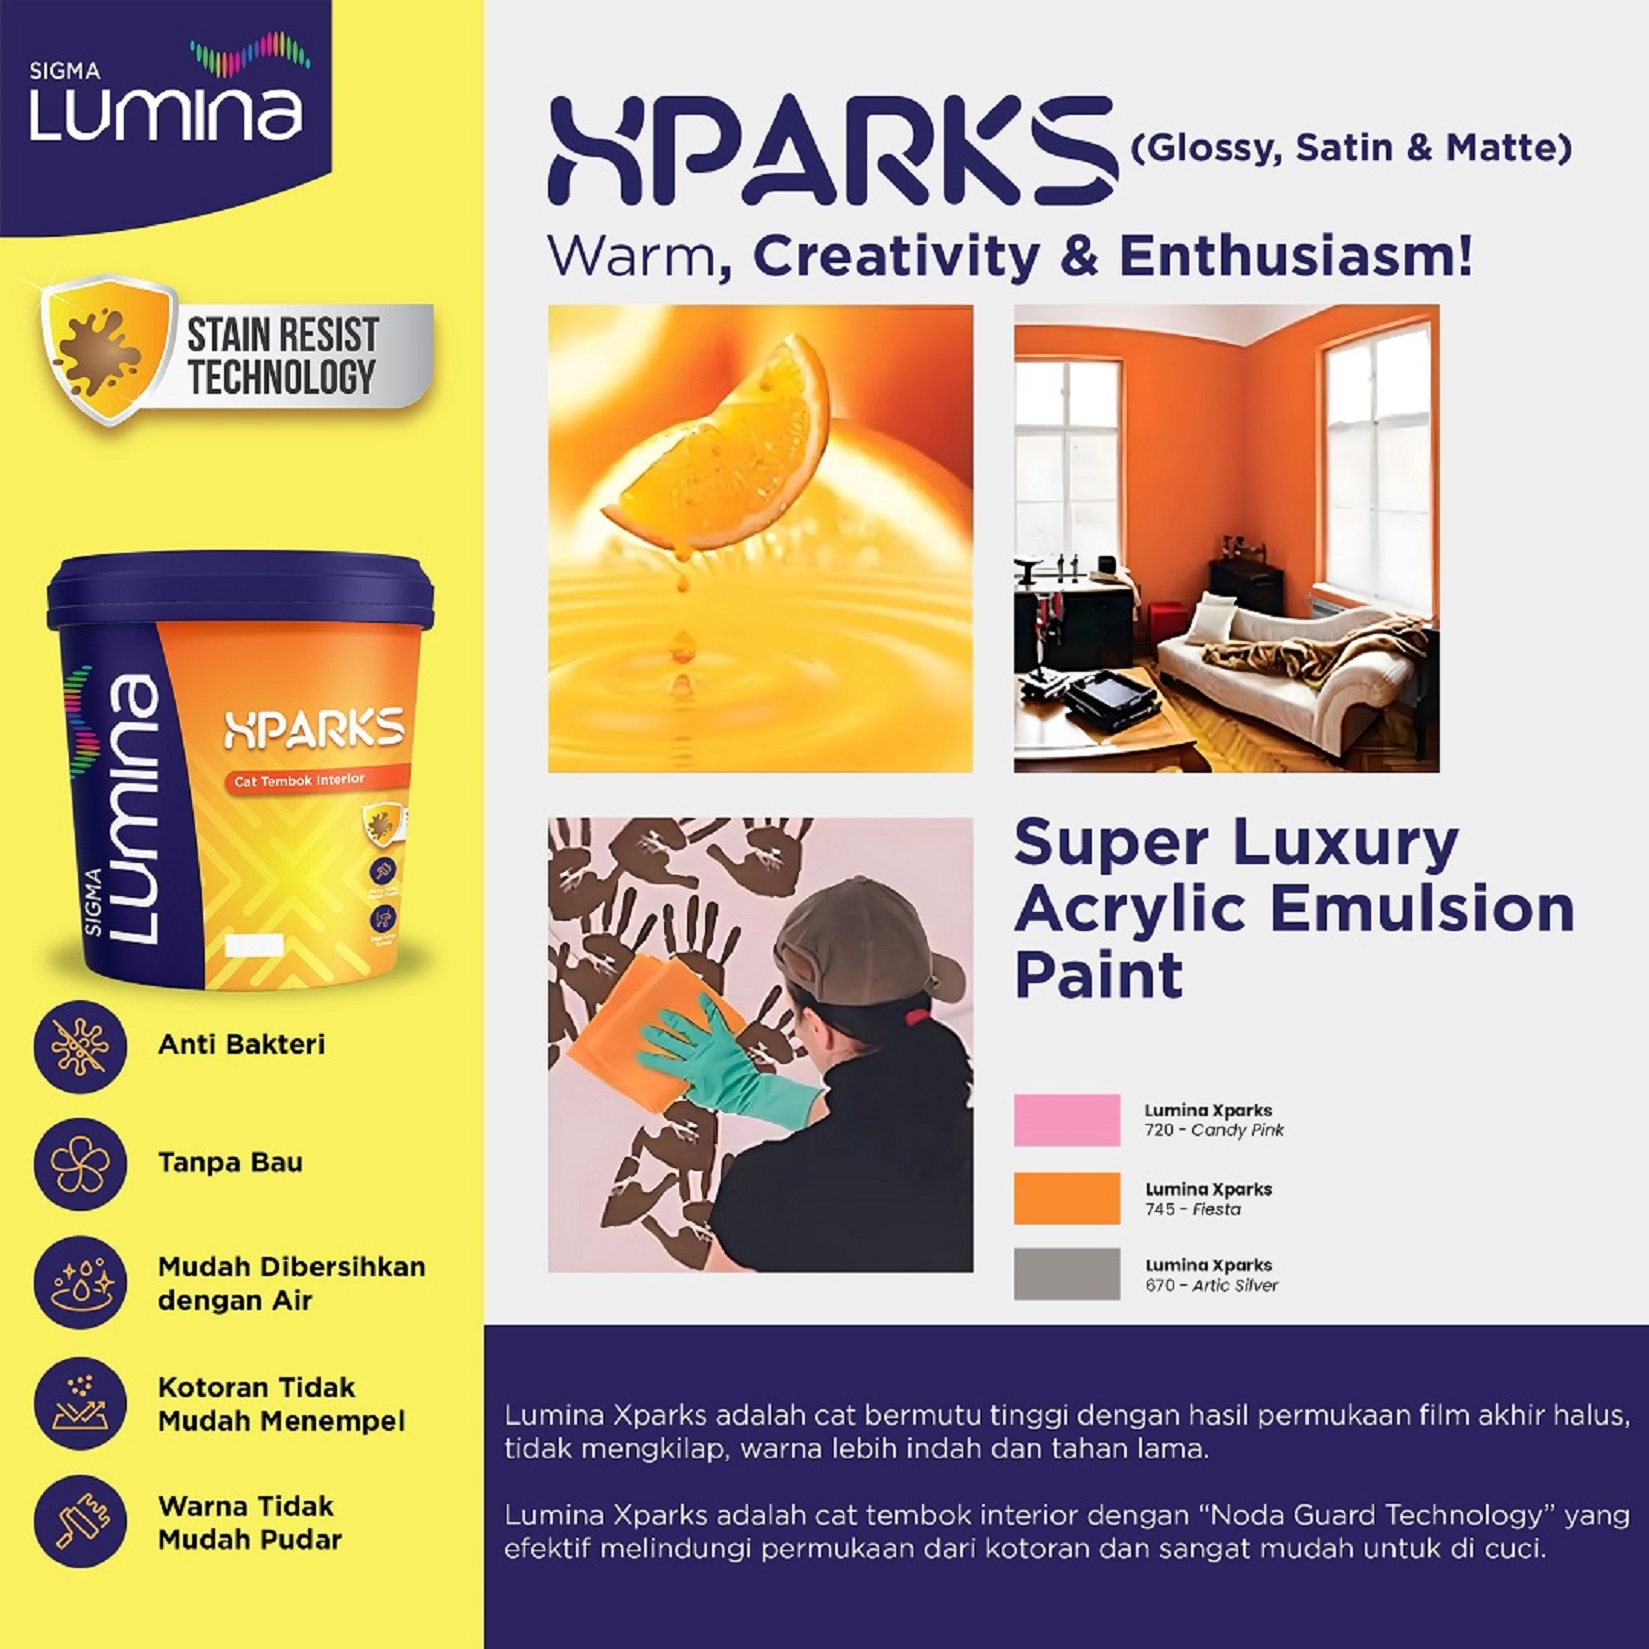 SIGMA
Lumina
STAIN RESIST
TECHNOLOGY
XPARKS (Glossy, Satin & Matte)
Warm, Creativity & Enthusiasm!
SIGMA
Lumina
XPARKS
Cat Tembok Interior
Anti Bakteri
Tanpa Bau
Mudah Dibersihkan
dengan Air
Kotoran Tidak
Mudah Menempel
Warna Tidak
Mudah Pudar
Super Luxury
Acrylic Emulsion
Paint
Lumina Xparks
720 - Candy Pink
Lumina Xparks
745 - Fiesta
Lumina Xparks
670 - Artic Silver
Lumina Xparks adalah cat bermutu tinggi dengan hasil permukaan film akhir halus,
tidak mengkilap, warna lebih indah dan tahan lama.
Lumina Xparks adalah cat tembok interior dengan “Noda Guard Technology” yang
efektif melindungi permukaan dari kotoran dan sangat mudah untuk di cuci.